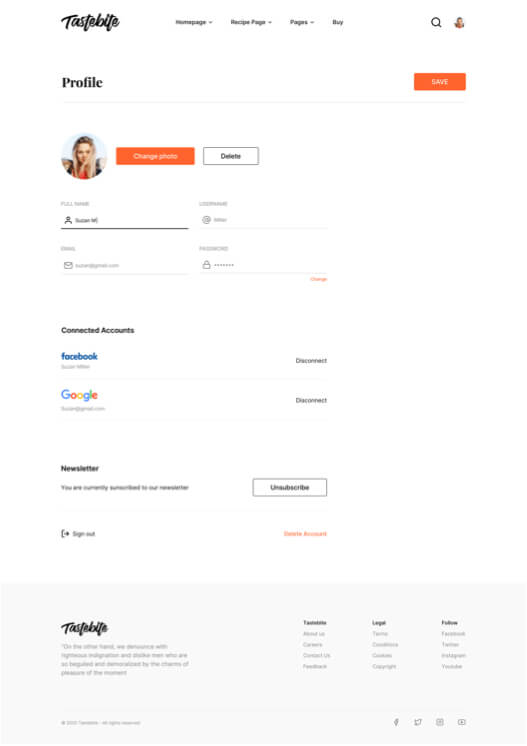 Tastebite
Homepage Recipe Page Pages Buy
Profile SAVE
Change photo Delete
FULL NAME USERNAME
Suzan M Miller
EMAIL PASSWORD
suzan@gmail.com •••••••
Change
Connected Accounts
facebook
Suzan Miller
Disconnect
Google
Suzan@gmail.com
Disconnect
Newsletter
You are currently sunscribed to our newsletter Unsubscribe
Sign out Delete Account
Tastebite
"On the other hand, we denounce with
righteous indignation and dislike men who are
so beguiled and demoralized by the charms of
pleasure of the moment
Tastebite
About us
Careers
Contact Us
Feedback
Legal
Terms
Conditions
Cookies
Copyright
Follow
Facebook
Twitter
Instagram
Youtube
© 2020 Tastebite - All rights reserved